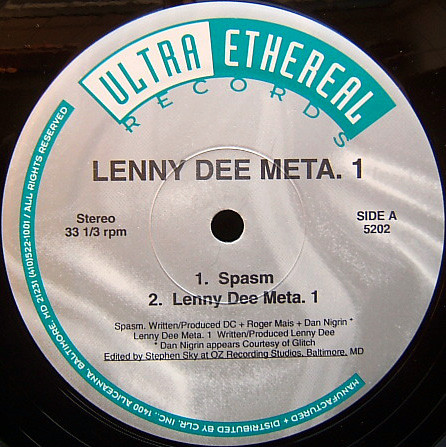 ULTRA ETHEREAL
RECORDS
LENNY DEE META. 1
Stereo
33 1/3 rpm
SIDE A
5202
1. Spasm
2. Lenny Dee Meta. 1
Spasm. Written/Produced DC + Roger Mais + Dan Nigrin *
Lenny Dee Meta. 1 Written/Produced Lenny Dee
* Dan Nigrin appears Courtesy of Glitch
Edited by Stephen Sky at OZ Recording Studios, Baltimore, MD
MANUFACTURED + DISTRIBUTED BY CLR, INC., 1400 ALICEANNA, BALTIMORE, MD 21231 (410)522-1001 / ALL RIGHTS RESERVED